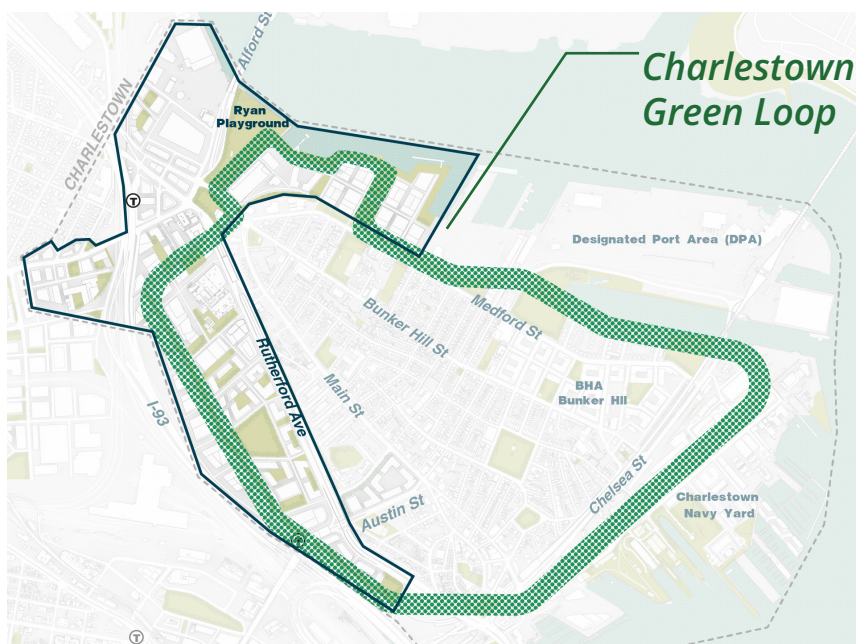 Charlestown
Green Loop
Alford St
CHARLESTOWN
Ryan
Playground
T
Designated Port Area (DPA)
Medford St
Bunker Hill St
Rutherford Ave
Main St
BHA
Bunker Hill
I-93
Chelsea St
Austin St
Charlestown
Navy Yard
T
T